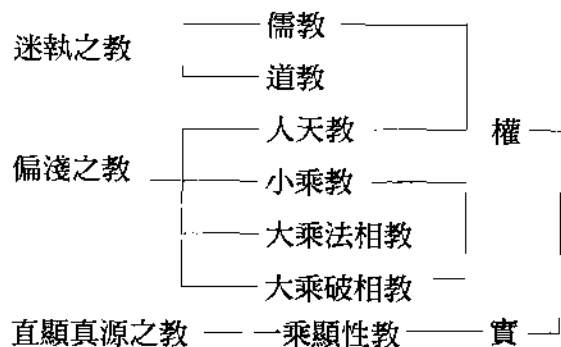 儒教
迷執之教
道教
人天教
權
偏淺之教
小乘教
大乘法相教
大乘破相教
直顯真源之教 一乘顯性教 實